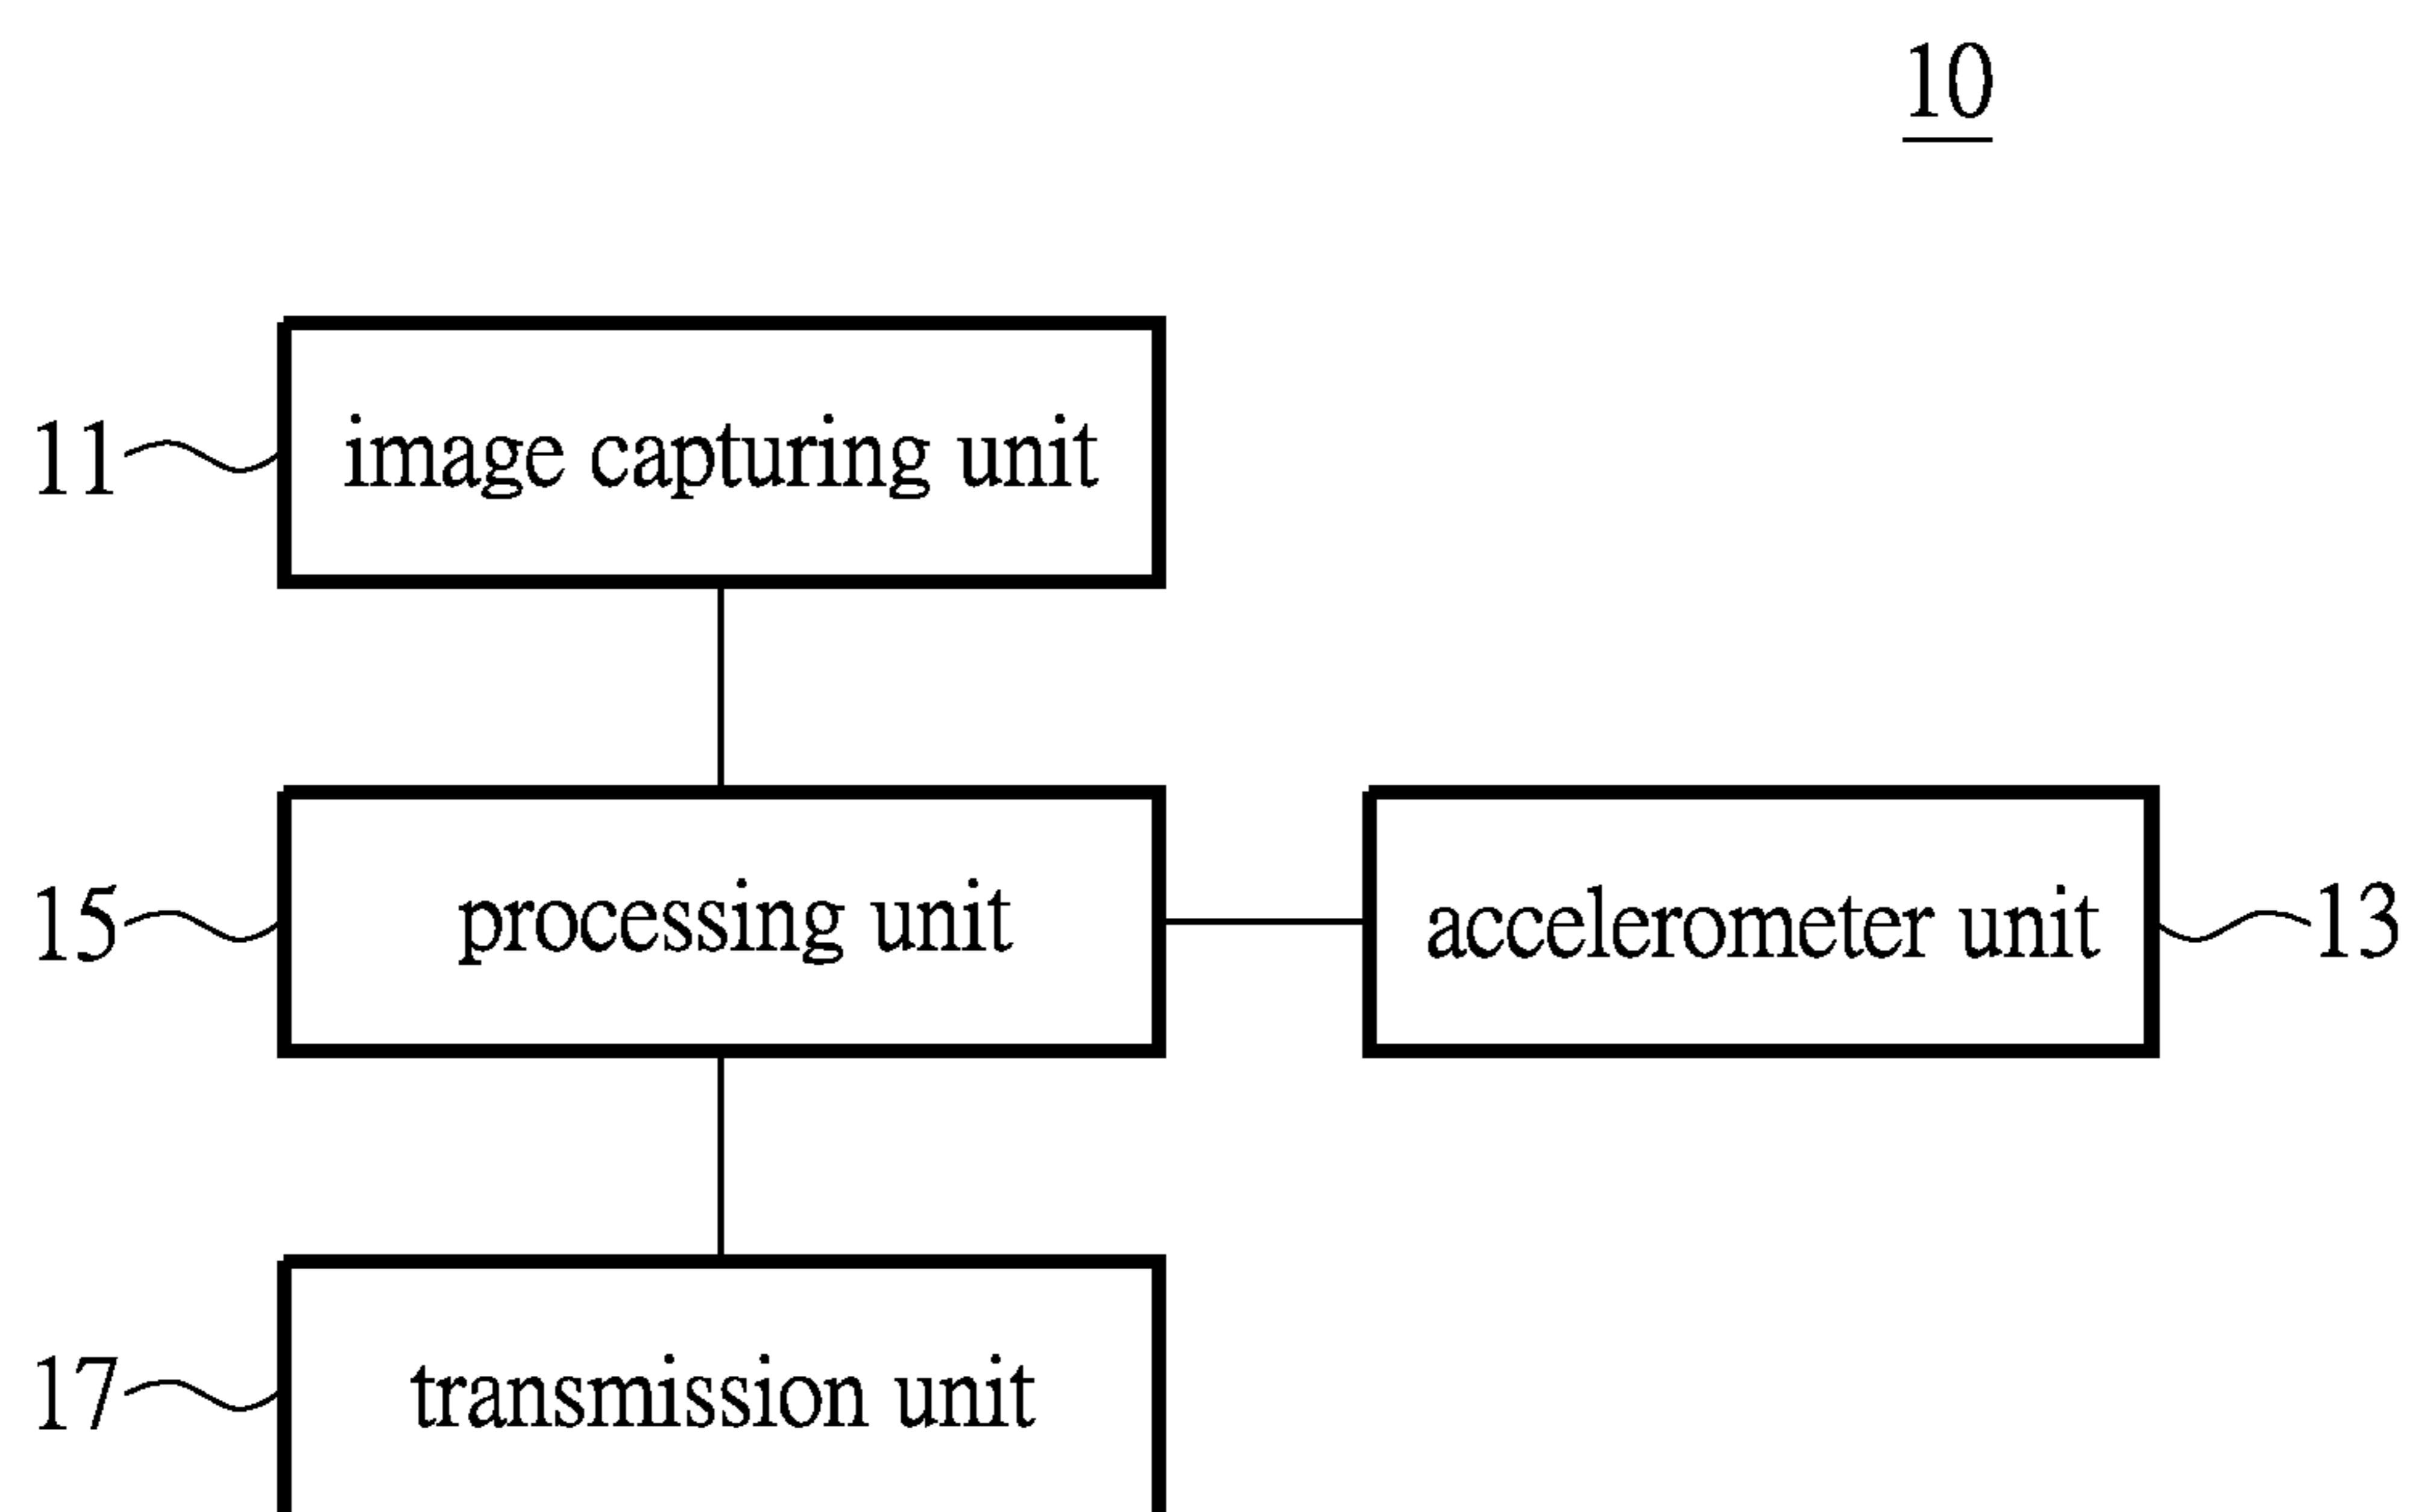 10
11 image capturing unit
15 processing unit accelerometer unit 13
17 transmission unit